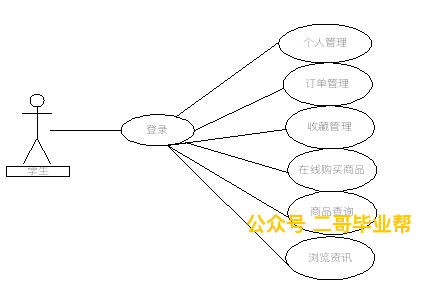 个人管理
订单管理
登录
收藏管理
学生
在线购买商品
商品查询
公众号 二哥毕业帮
浏览资讯